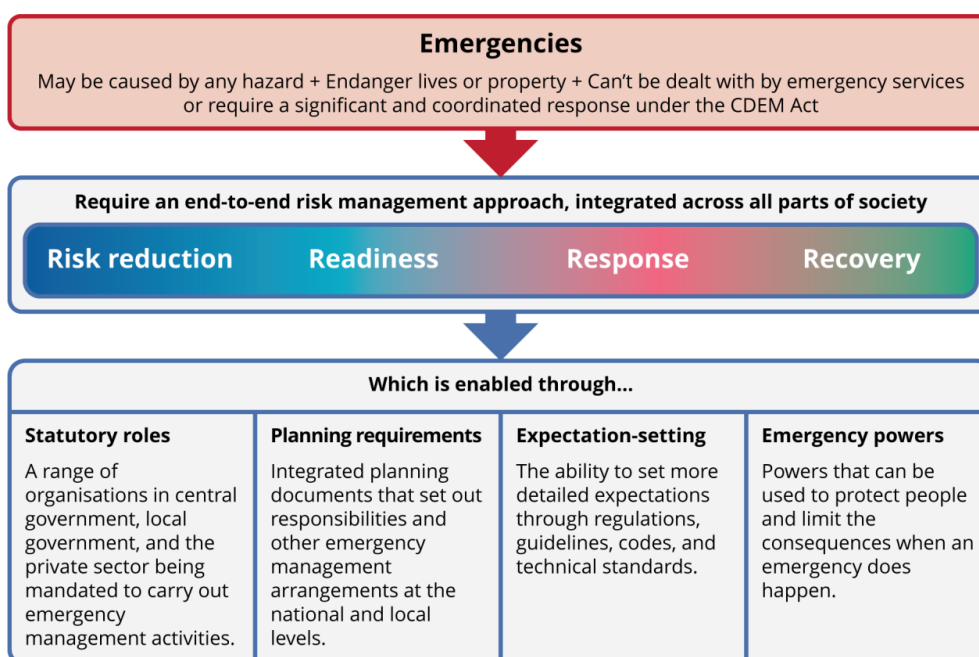 Emergencies
May be caused by any hazard + Endanger lives or property + Can’t be dealt with by emergency services
or require a significant and coordinated response under the CDEM Act
Require an end-to-end risk management approach, integrated across all parts of society
Risk reduction Readiness Response Recovery
Which is enabled through...
Statutory roles
A range of
organisations in central
government, local
government, and the
private sector being
mandated to carry out
emergency
management activities.
Planning requirements
Integrated planning
documents that set out
responsibilities and
other emergency
management
arrangements at the
national and local
levels.
Expectation-setting
The ability to set more
detailed expectations
through regulations,
guidelines, codes, and
technical standards.
Emergency powers
Powers that can be
used to protect people
and limit the
consequences when an
emergency does
happen.